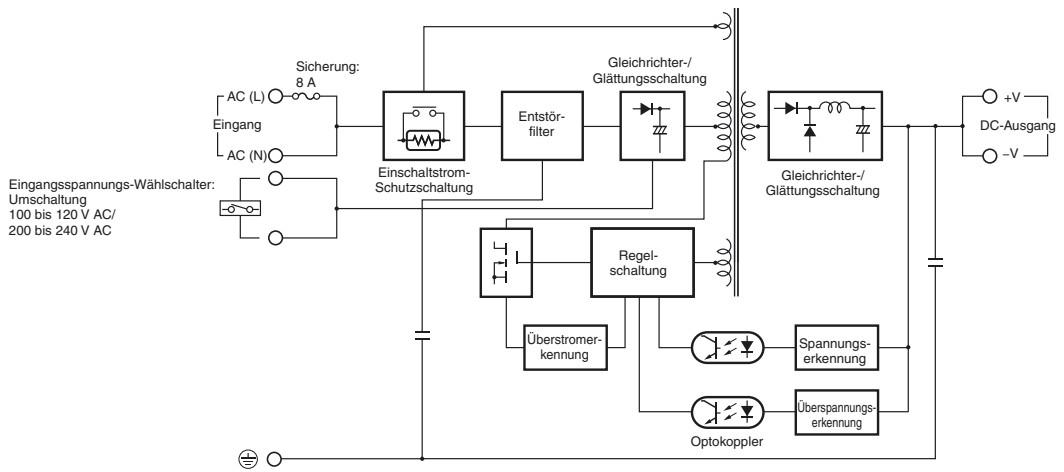 Sicherung:
8 A
AC (L)
Eingang
AC (N)
Einschaltstrom-
Schutzschaltung
Entstör-
filter
Gleichrichter-/
Glättungsschaltung
Gleichrichter-/
Glättungsschaltung
+V
DC-Ausgang
–V
Eingangsspannungs-Wählschalter:
Umschaltung
100 bis 120 V AC/
200 bis 240 V AC
Regel-
schaltung
Überstromer-
kennung
Spannungs-
erkennung
Überspannungs-
erkennung
Optokoppler